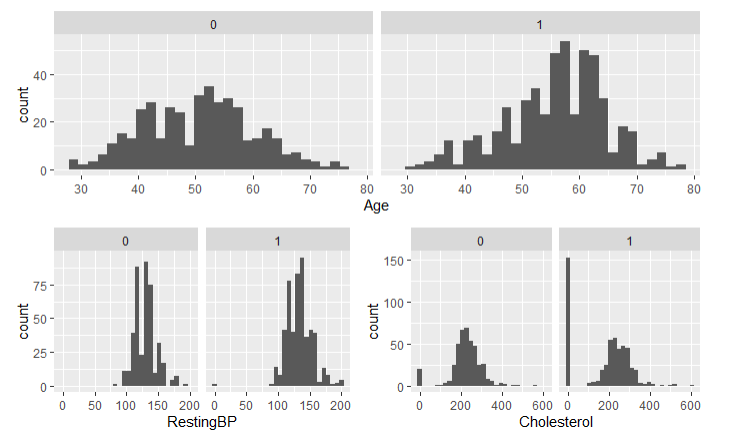 0 1
count
40
20
0
30 40 50 60 70 80 30 40 50 60 70 80
Age
0 1
count
75
50
25
0
0 50 100 150 200 0 50 100 150 200
RestingBP
0 1
count
150
100
50
0
0 200 400 600 0 200 400 600
Cholesterol